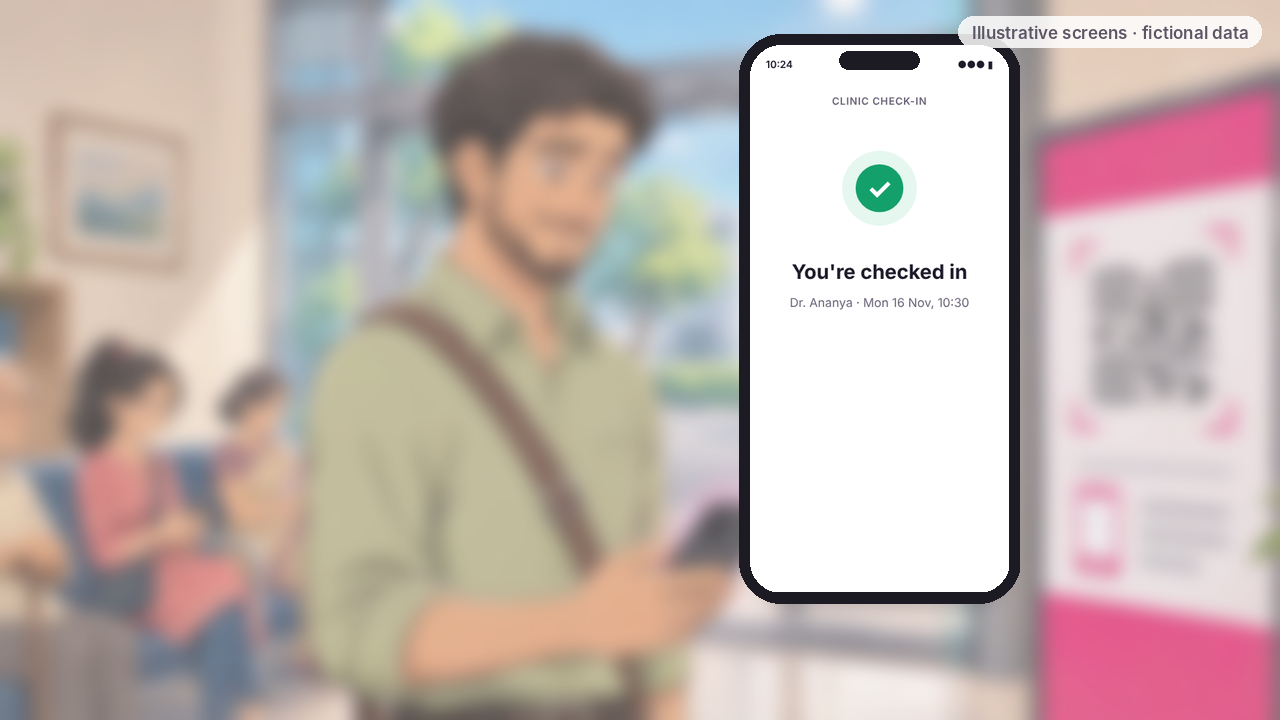 Illustrative screens · fictional data
10:24
CLINIC CHECK-IN
You're checked in
Dr. Ananya · Mon 16 Nov, 10:30